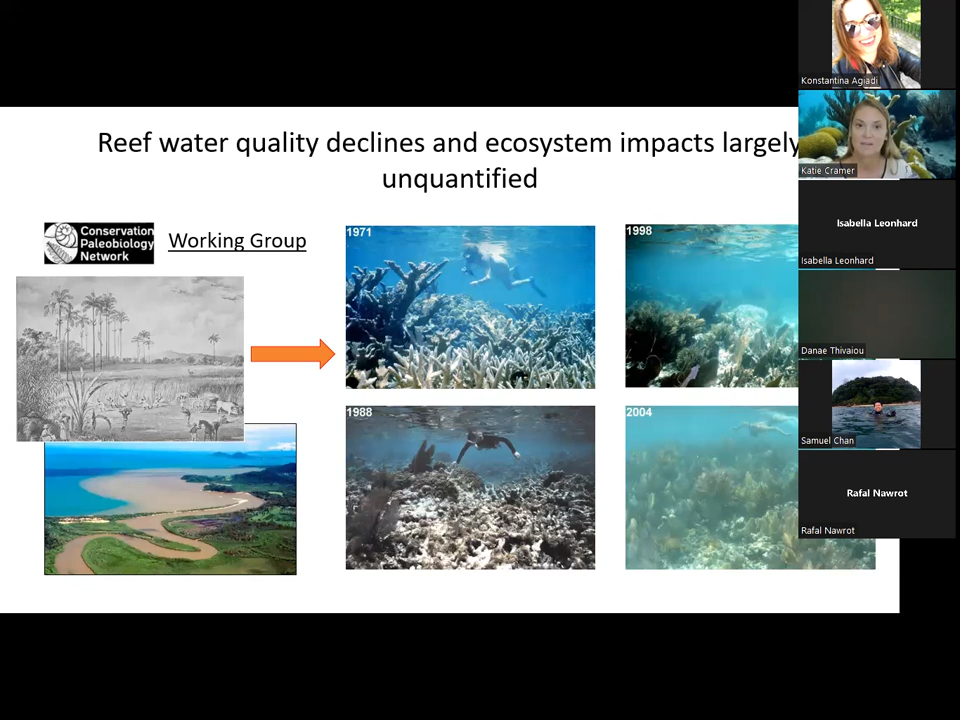 Reef water quality declines and ecosystem impacts largely
unquantified
Conservation
Paleobiology
Network
Working Group
1971
1998
1988
2004
Konstantina Agiadi
Katie Cramer
Isabella Leonhard
Isabella Leonhard
Danae Thivaiou
Samuel Chan
Rafal Nawrot
Rafal Nawrot